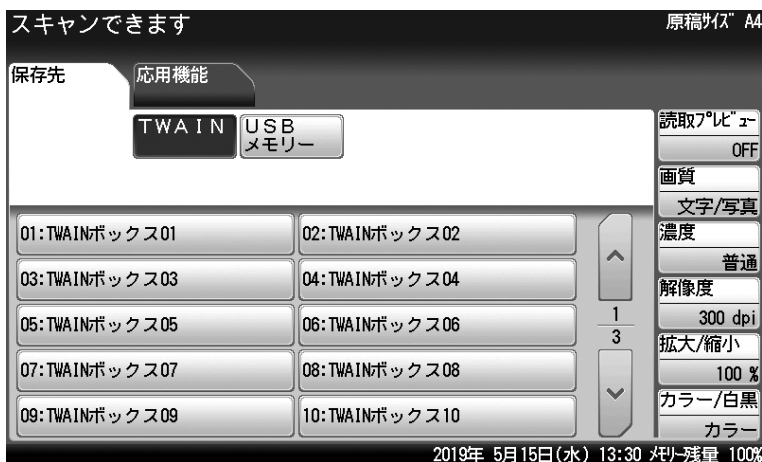 スキャンできます
原稿ｻｲｽﾞ A4
保存先
応用機能
TWAIN
USB
メモリー
読取ﾌﾟﾚﾋﾞｭｰ
OFF
画質
文字/写真
濃度
普通
解像度
300 dpi
拡大/縮小
100 %
カラー/白黒
カラー
01:TWAINボックス01
02:TWAINボックス02
03:TWAINボックス03
04:TWAINボックス04
05:TWAINボックス05
06:TWAINボックス06
07:TWAINボックス07
08:TWAINボックス08
09:TWAINボックス09
10:TWAINボックス10
1
3
2019年 5月15日(水) 13:30 ﾒﾓﾘｰ残量 100%